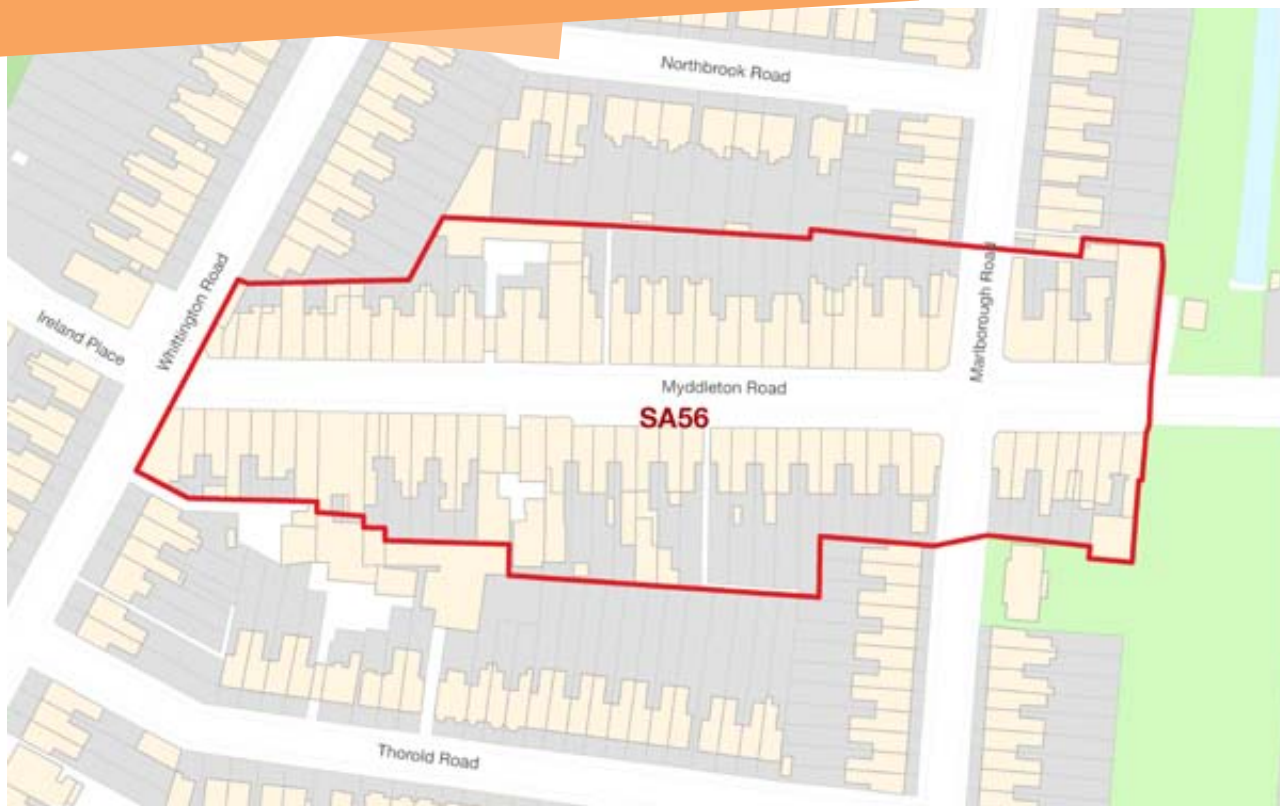 Northbrook Road
Whittington Road
Ireland Place
Marlborough Road
Myddleton Road
SA56
Thorold Road